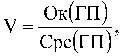 V = Ок(ГП) / Срс(ГП),